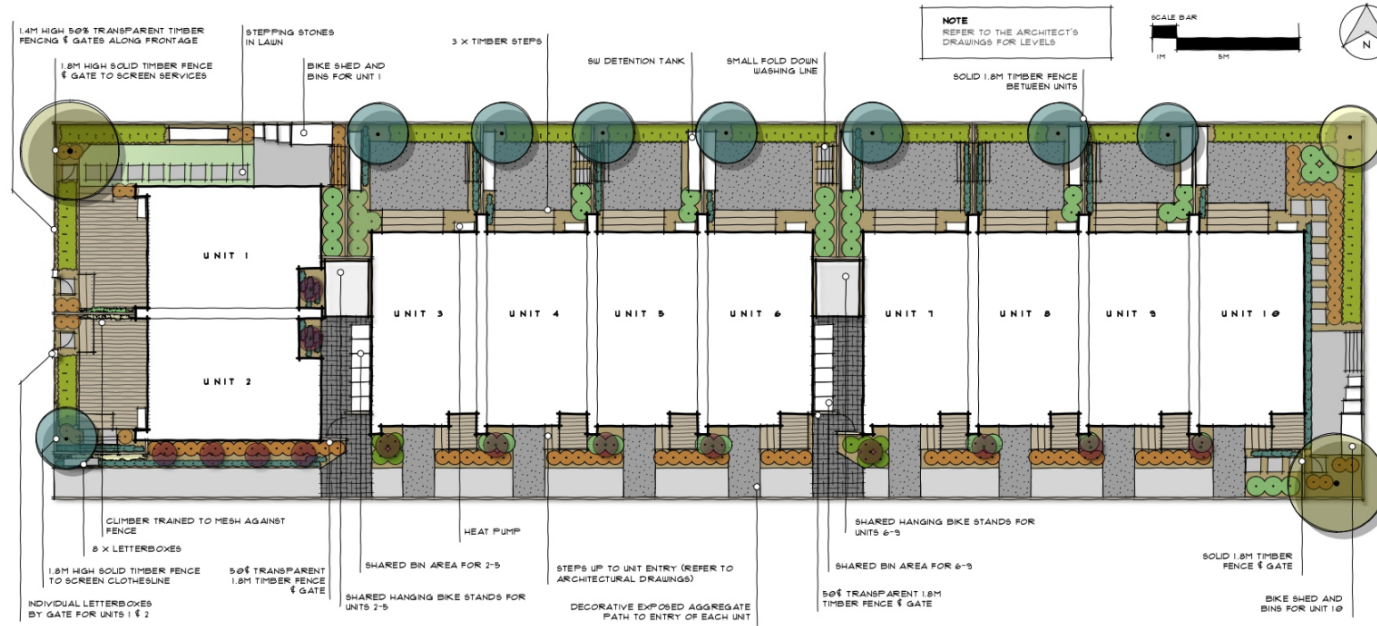 1.4M HIGH 50% TRANSPARENT TIMBER
FENCING & GATES ALONG FRONTAGE
1.8M HIGH SOLID TIMBER FENCE
& GATE TO SCREEN SERVICES
STEPPING STONES
IN LAWN
BIKE SHED AND
BINS FOR UNIT 1
3 X TIMBER STEPS
SW DETENTION TANK
SMALL FOLD DOWN
WASHING LINE
NOTE
REFER TO THE ARCHITECT'S
DRAWINGS FOR LEVELS
SOLID 1.8M TIMBER FENCE
BETWEEN UNITS
SCALE BAR
1M
5M
N
UNIT 1
UNIT 2
UNIT 3
UNIT 4
UNIT 5
UNIT 6
UNIT 7
UNIT 8
UNIT 9
UNIT 10
CLIMBER TRAINED TO MESH AGAINST
FENCE
8 X LETTERBOXES
1.8M HIGH SOLID TIMBER FENCE
TO SCREEN CLOTHESLINE
INDIVIDUAL LETTERBOXES
BY GATE FOR UNITS 1 & 2
50% TRANSPARENT
1.8M TIMBER FENCE
& GATE
SHARED BIN AREA FOR 2-5
SHARED HANGING BIKE STANDS FOR
UNITS 2-5
HEAT PUMP
STEPS UP TO UNIT ENTRY (REFER TO
ARCHITECTURAL DRAWINGS)
DECORATIVE EXPOSED AGGREGATE
PATH TO ENTRY OF EACH UNIT
SHARED HANGING BIKE STANDS FOR
UNITS 6-9
SHARED BIN AREA FOR 6-9
50% TRANSPARENT 1.8M
TIMBER FENCE & GATE
SOLID 1.8M TIMBER
FENCE & GATE
BIKE SHED AND
BINS FOR UNIT 10